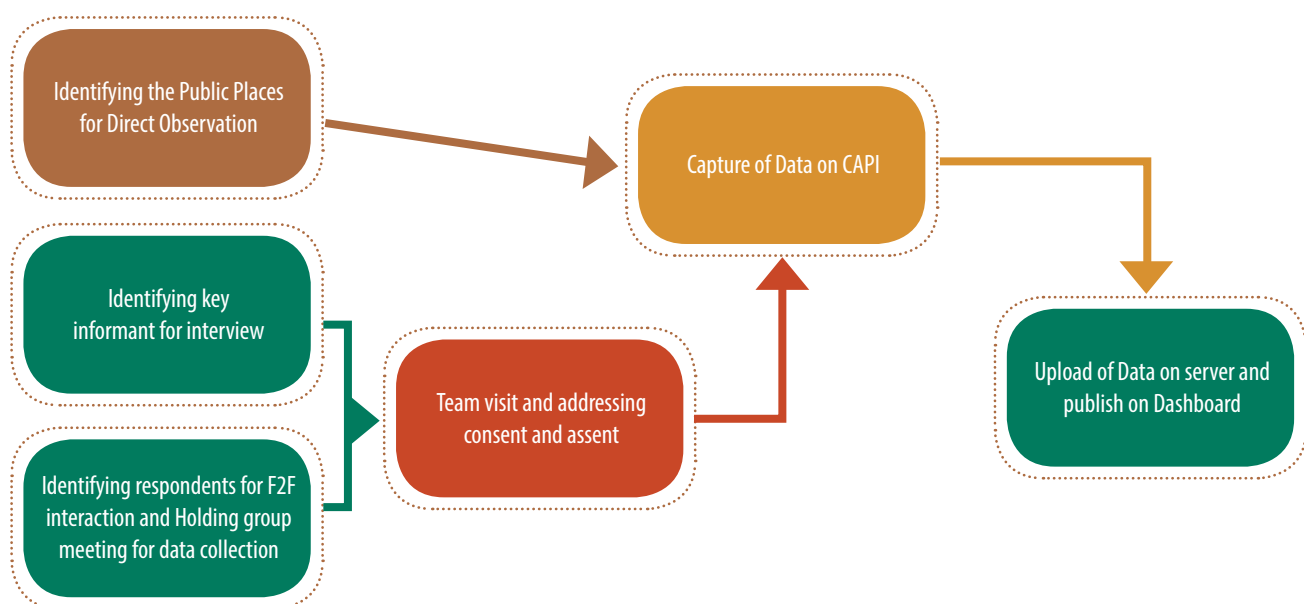 Identifying the Public Places
for Direct Observation
Capture of Data on CAPI
Identifying key
informant for interview
Team visit and addressing
consent and assent
Upload of Data on server and
publish on Dashboard
Identifying respondents for F2F
interaction and Holding group
meeting for data collection